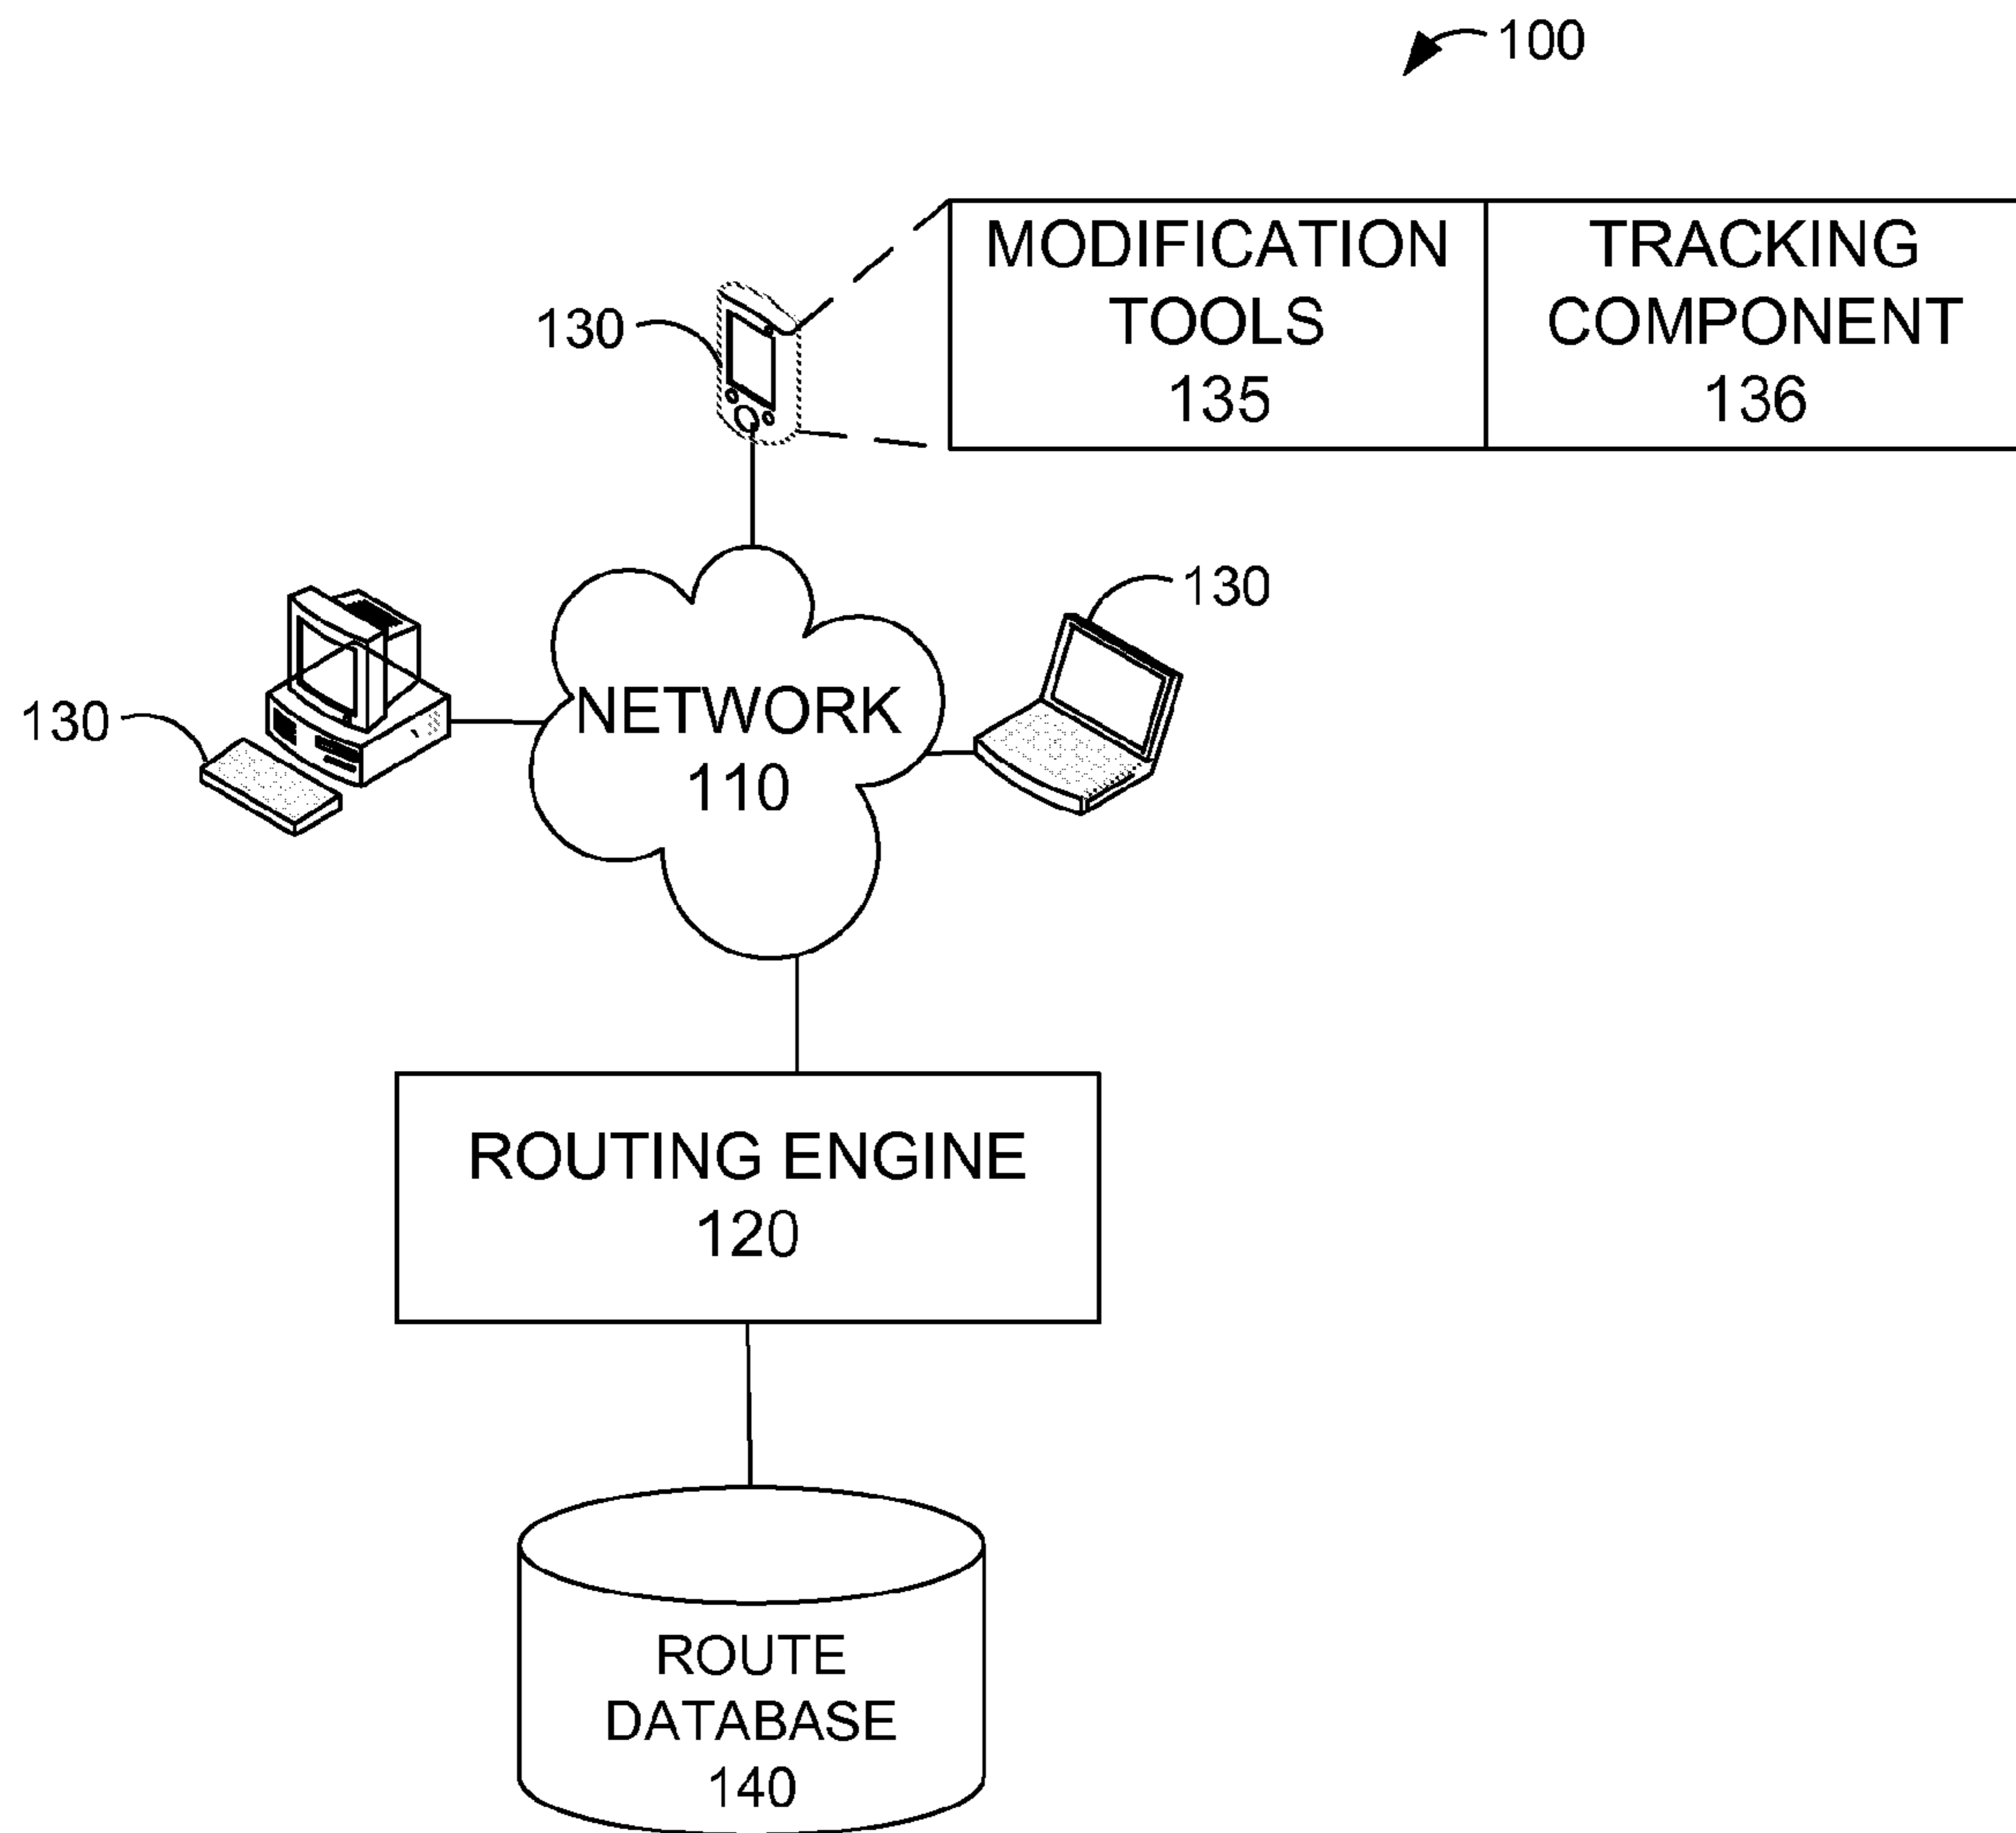 100
MODIFICATION
TOOLS
135
TRACKING
COMPONENT
136
130
130
130
NETWORK
110
ROUTING ENGINE
120
ROUTE
DATABASE
140